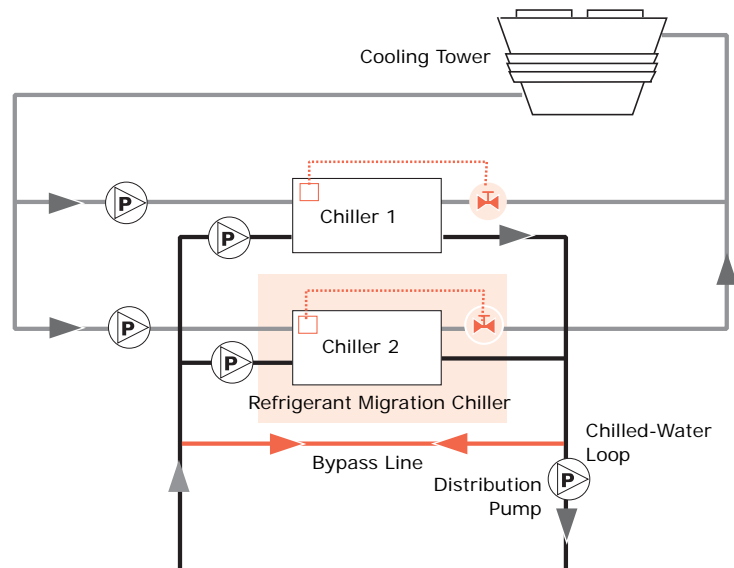 Cooling Tower
P
Chiller 1
P
P
Chiller 2
P
Refrigerant Migration Chiller
Bypass Line
Chilled-Water
Loop
P
Distribution
Pump